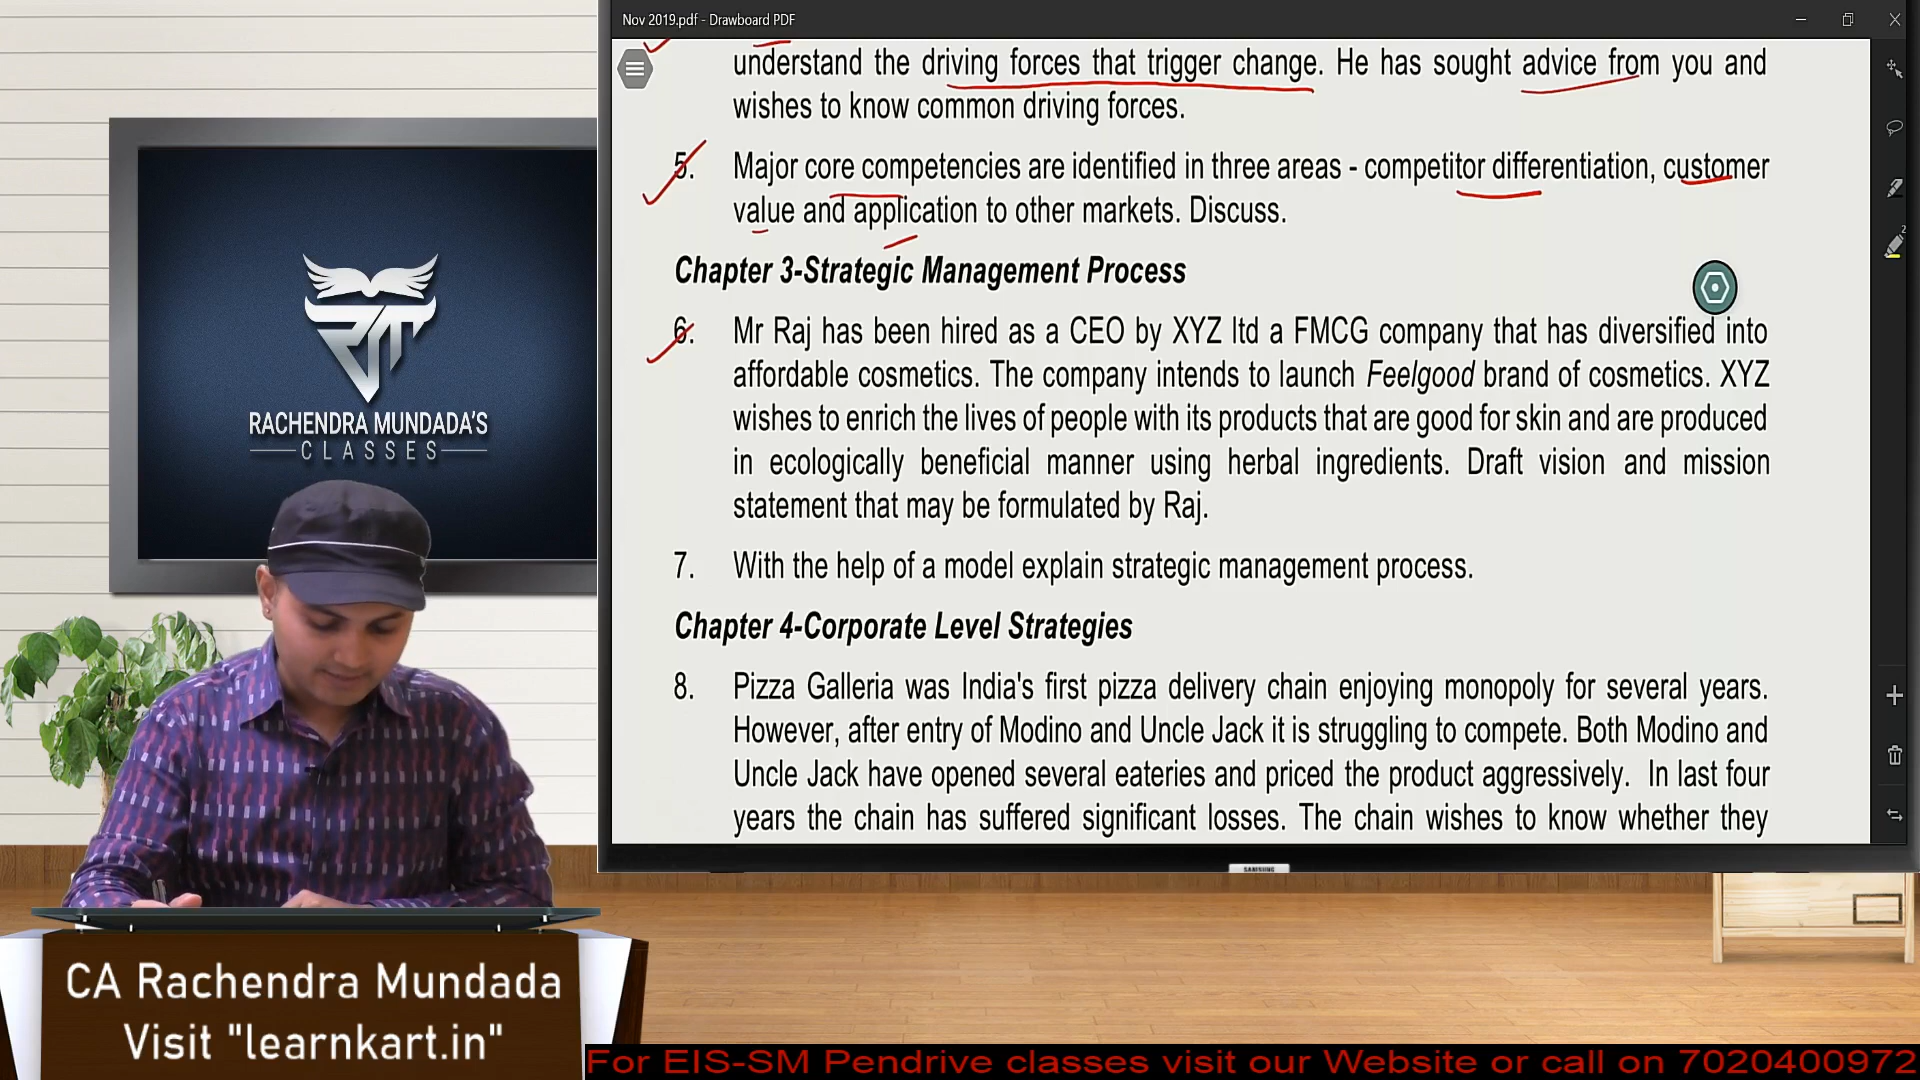 Nov 2019.pdf - Drawboard PDF
understand the driving forces that trigger change. He has sought advice from you and
wishes to know common driving forces.
5. Major core competencies are identified in three areas - competitor differentiation, customer
value and application to other markets. Discuss.
Chapter 3-Strategic Management Process
6. Mr Raj has been hired as a CEO by XYZ ltd a FMCG company that has diversified into
affordable cosmetics. The company intends to launch Feelgood brand of cosmetics. XYZ
wishes to enrich the lives of people with its products that are good for skin and are produced
in ecologically beneficial manner using herbal ingredients. Draft vision and mission
statement that may be formulated by Raj.
7. With the help of a model explain strategic management process.
Chapter 4-Corporate Level Strategies
8. Pizza Galleria was India's first pizza delivery chain enjoying monopoly for several years.
However, after entry of Modino and Uncle Jack it is struggling to compete. Both Modino and
Uncle Jack have opened several eateries and priced the product aggressively. In last four
years the chain has suffered significant losses. The chain wishes to know whether they
2
SAMSUNG
RACHENDRA MUNDADA'S
CLASSES
CA Rachendra Mundada
Visit "learnkart.in"
For EIS-SM Pendrive classes visit our Website or call on 7020400972